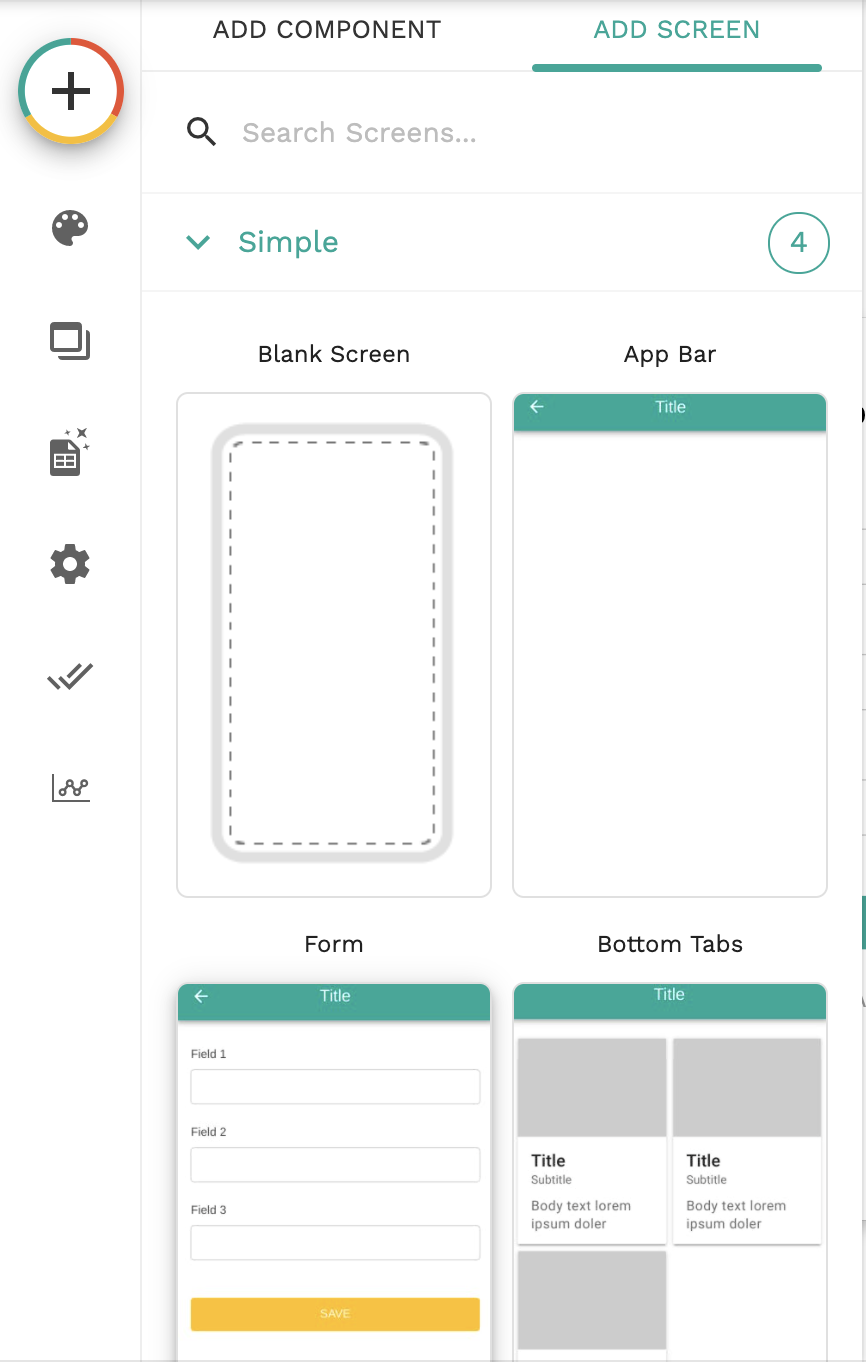 ADD COMPONENT
ADD SCREEN
Search Screens...
Simple
4
Blank Screen
App Bar
Title
Form
Bottom Tabs
Title
Field 1
Field 2
Field 3
SAVE
Title
Title
Subtitle
Body text lorem
ipsum doler
Title
Subtitle
Body text lorem
ipsum doler